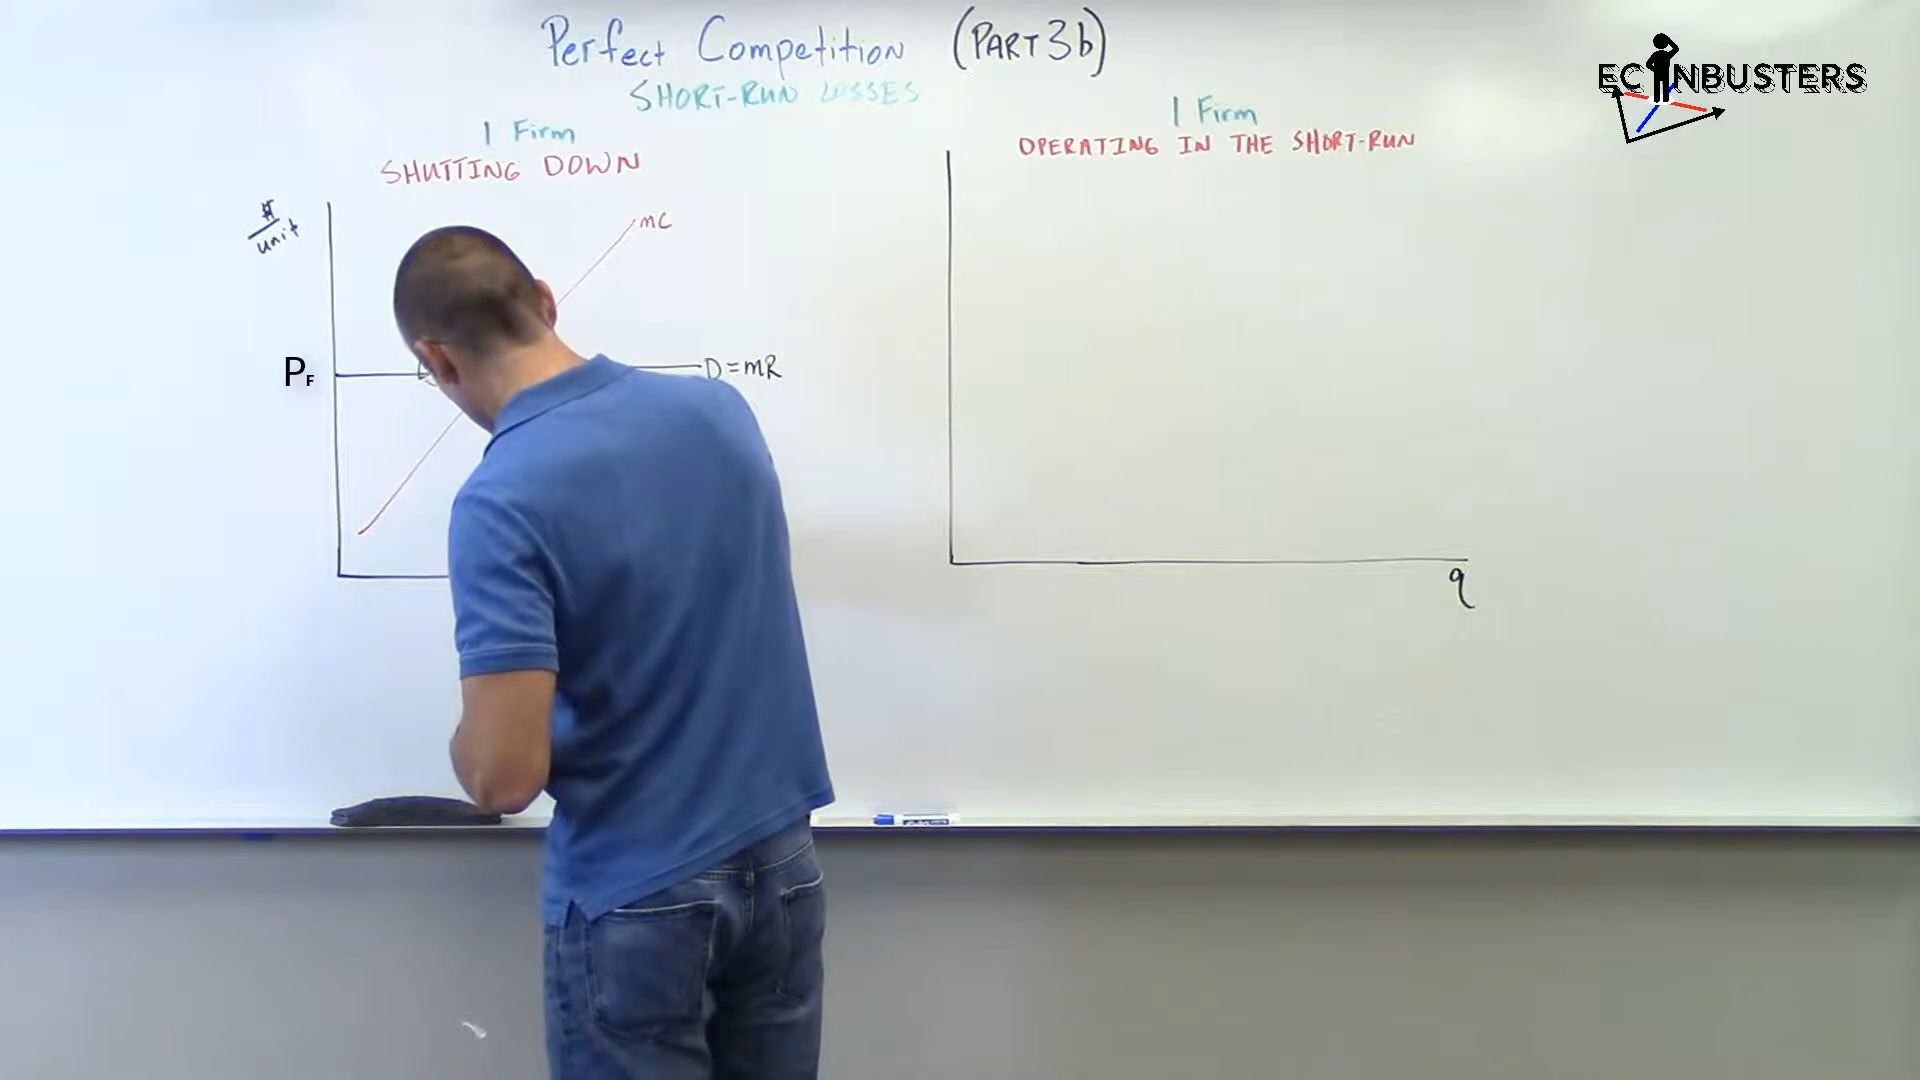 Perfect Competition (PART 3b)
SHORT-RUN LOSSES
ECONBUSTERS
1 Firm
SHUTTING DOWN
$/unit
MC
PF
D=MR
1 Firm
OPERATING IN THE SHORT-RUN
q